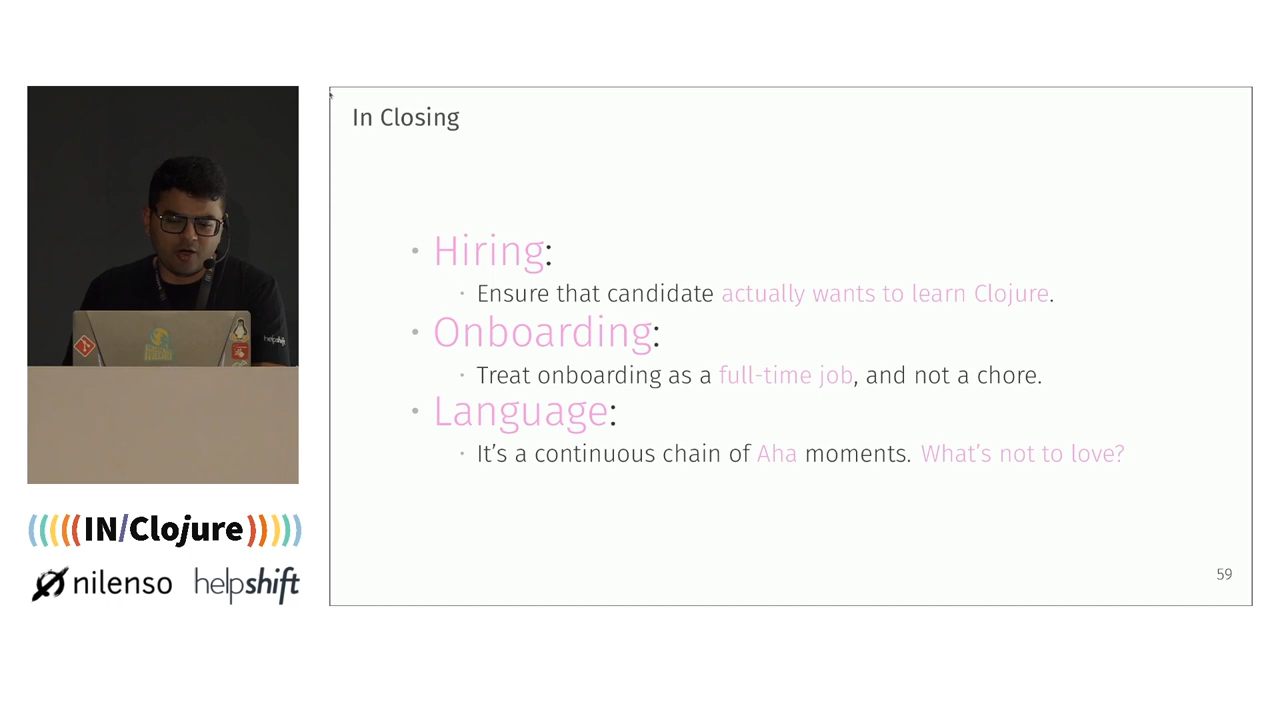 In Closing
• Hiring:
• Ensure that candidate actually wants to learn Clojure.
• Onboarding:
• Treat onboarding as a full-time job, and not a chore.
• Language:
• It’s a continuous chain of Aha moments. What’s not to love?
59
helpshift
(((((IN/Clojure)))))
nilenso helpshift